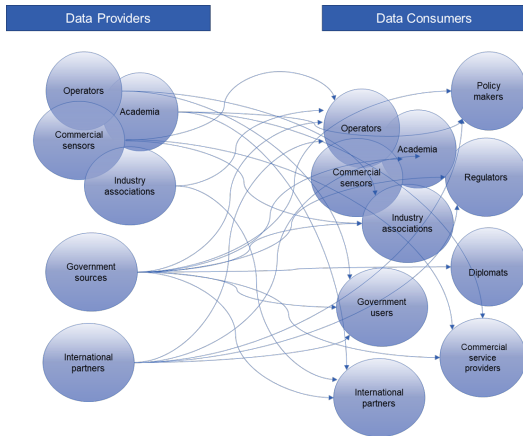 Data Providers
Data Consumers
Operators
Academia
Commercial
sensors
Industry
associations
Government
sources
International
partners
Operators
Academia
Commercial
sensors
Industry
associations
Government
users
International
partners
Policy
makers
Regulators
Diplomats
Commercial
service
providers